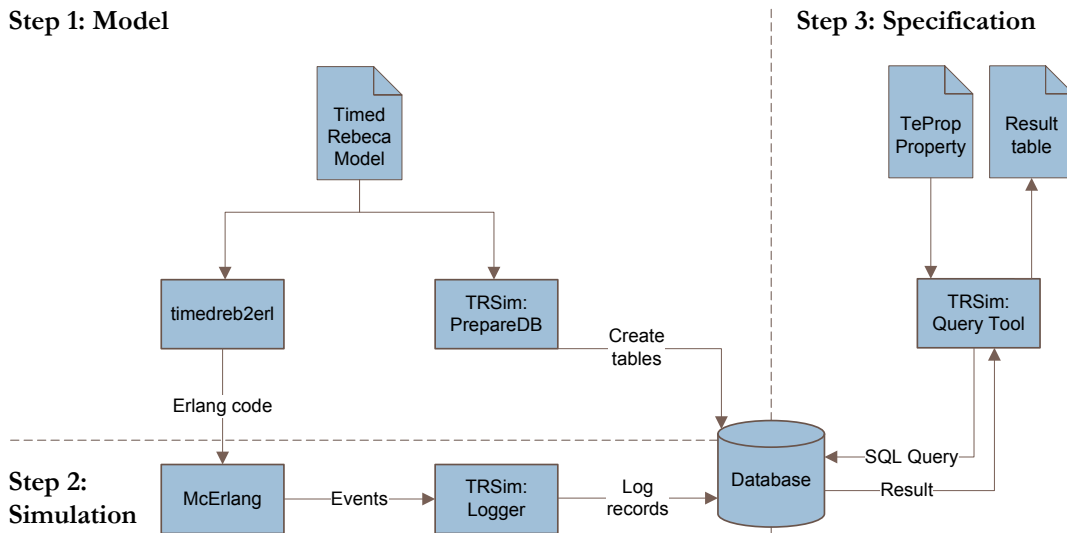 Step 1: Model
Step 3: Specification
Timed
Rebeca
Model
TeProp
Property
Result
table
timedreb2erl
TRSim:
PrepareDB
TRSim:
Query Tool
Create
tables
Erlang code
Step 2:
Simulation
McErlang
Events
TRSim:
Logger
Log
records
Database
SQL Query
Result